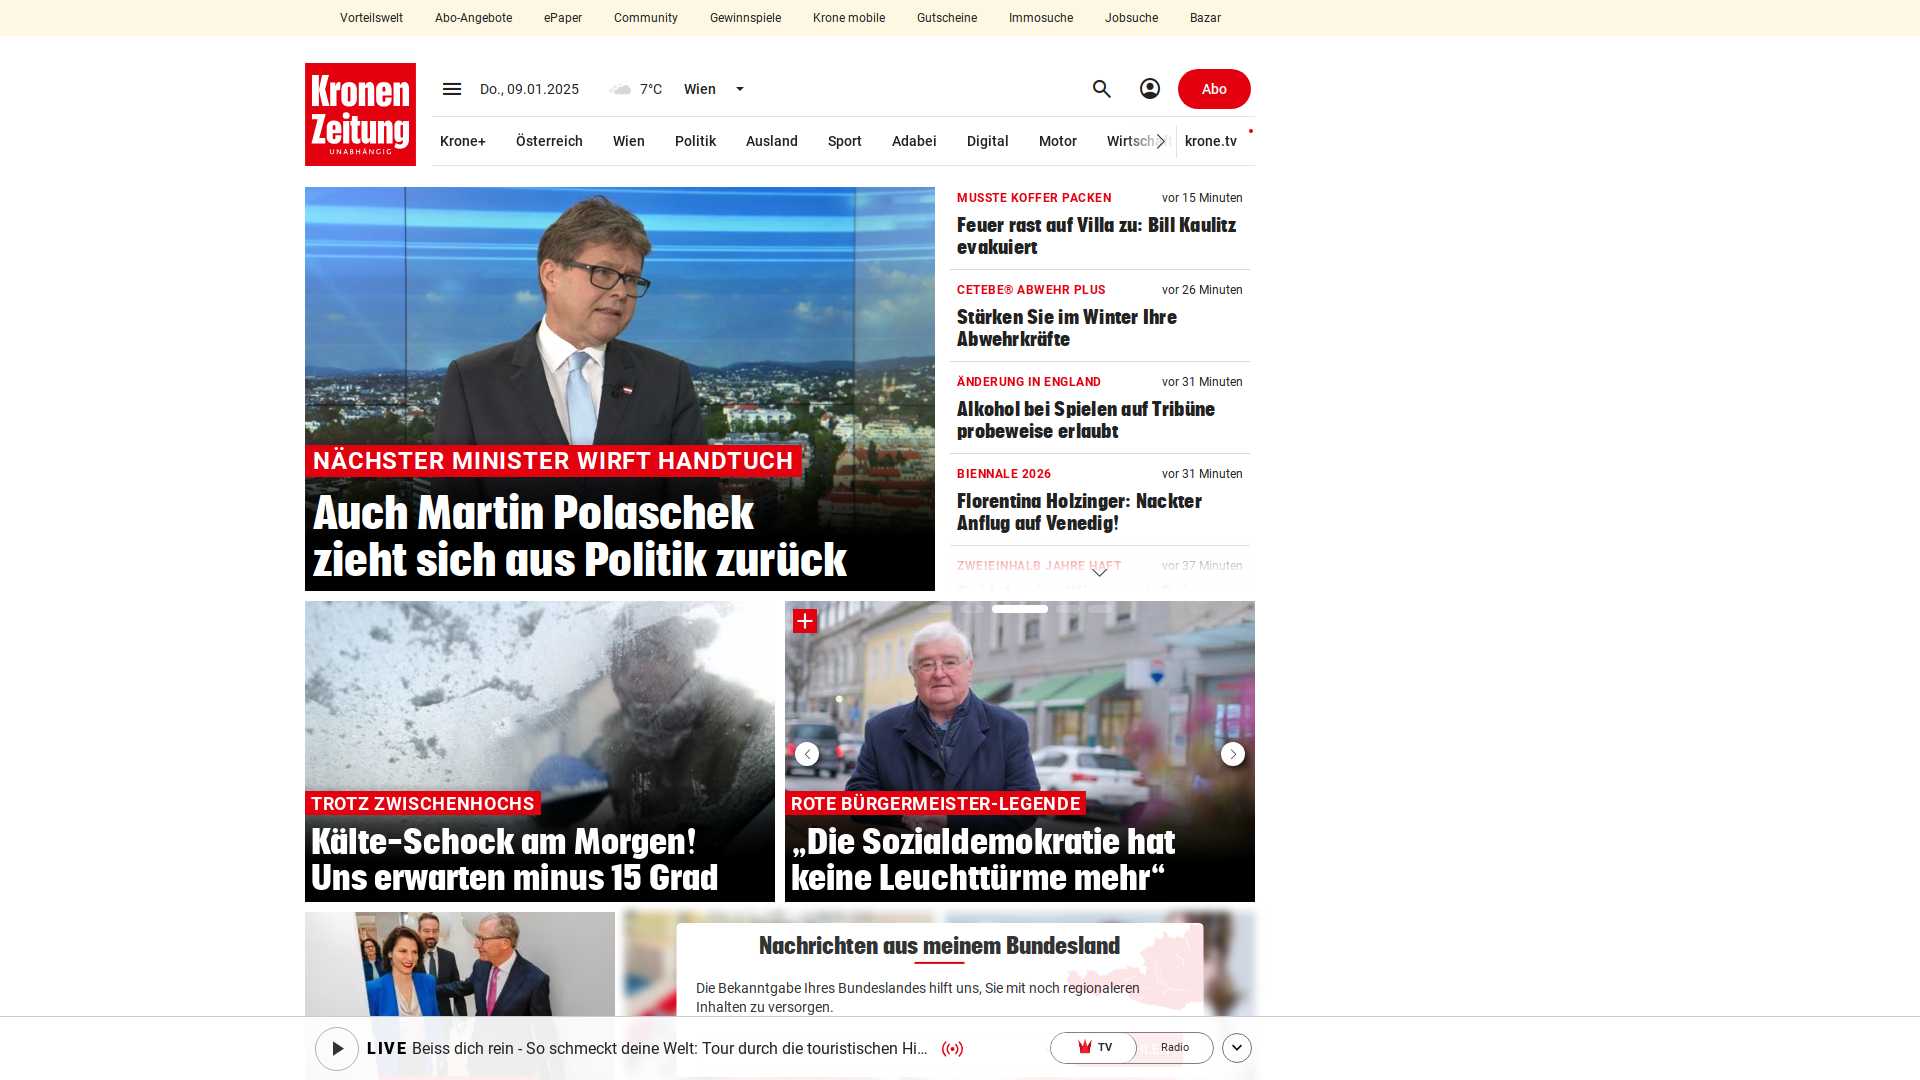 Vorteilswelt Abo-Angebote ePaper Community Gewinnspiele Krone mobile Gutscheine Immosuche Jobsuche Bazar
Kronen
Zeitung
UNABHÄNGIG
Do., 09.01.2025 7°C Wien Abo
Krone+ Österreich Wien Politik Ausland Sport Adabei Digital Motor krone.tv
NÄCHSTER MINISTER WIRFT HANDTUCH
Auch Martin Polaschek
zieht sich aus Politik zurück
MUSSTE KOFFER PACKEN vor 15 Minuten
Feuer rast auf Villa zu: Bill Kaulitz
evakuiert
CETEBE® ABWEHR PLUS vor 26 Minuten
Stärken Sie im Winter Ihre
Abwehrkräfte
ÄNDERUNG IN ENGLAND vor 31 Minuten
Alkohol bei Spielen auf Tribüne
probeweise erlaubt
BIENNALE 2026 vor 31 Minuten
Florentina Holzinger: Nackter
Anflug auf Venedig!
ZWEIEINHALB JAHRE HAFT vor 37 Minuten
TROTZ ZWISCHENHOCHS
Kälte-Schock am Morgen!
Uns erwarten minus 15 Grad
ROTE BÜRGERMEISTER-LEGENDE
„Die Sozialdemokratie hat
keine Leuchttürme mehr“
Nachrichten aus meinem Bundesland
Die Bekanntgabe Ihres Bundeslandes hilft uns, Sie mit noch regionaleren
Inhalten zu versorgen.
LIVE Beiss dich rein - So schmeckt deine Welt: Tour durch die touristischen Hi... TV Radio